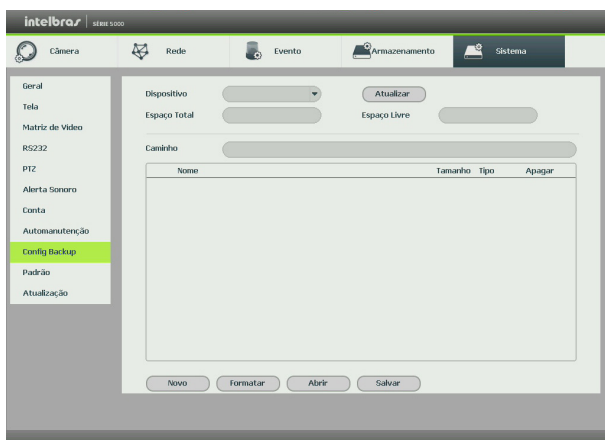 intelbras SÉRIE 5000
Câmera Rede Evento Armazenamento Sistema
Geral
Tela
Matriz de Video
RS232
PTZ
Alerta Sonoro
Conta
Automanutenção
Config Backup
Padrão
Atualização
Dispositivo Atualizar
Espaço Total Espaço Livre
Caminho
Nome Tamanho Tipo Apagar
Novo Formatar Abrir Salvar